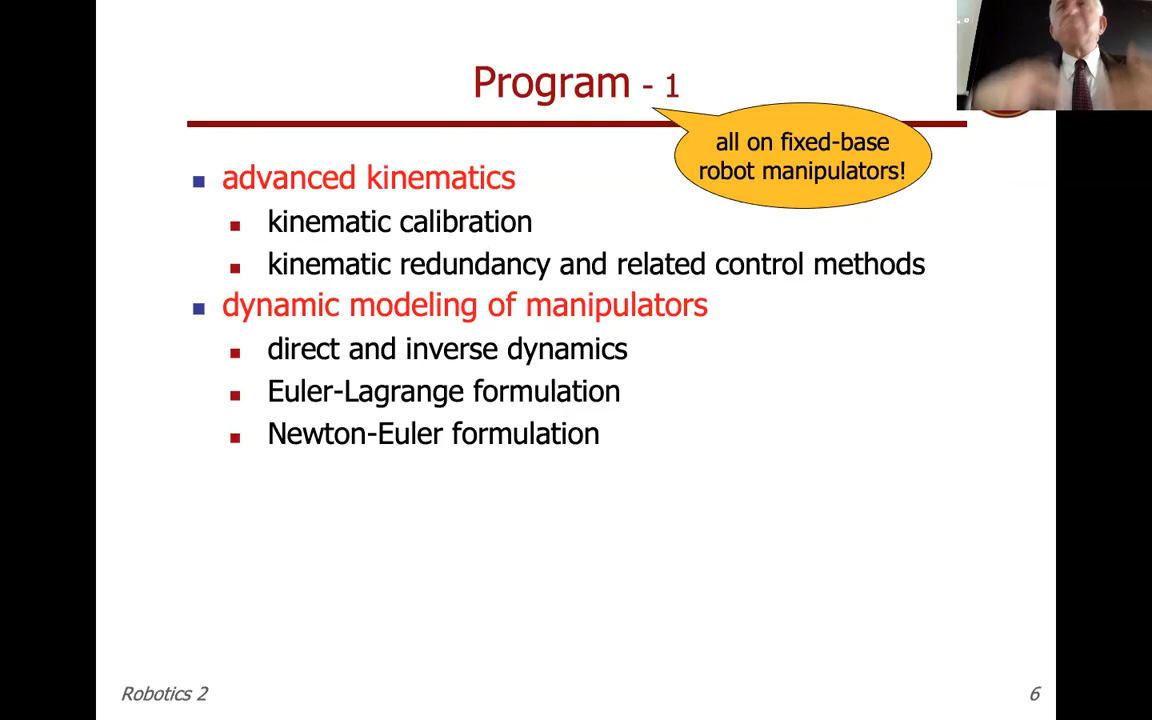 Program - 1
all on fixed-base
robot manipulators!
advanced kinematics
kinematic calibration
kinematic redundancy and related control methods
dynamic modeling of manipulators
direct and inverse dynamics
Euler-Lagrange formulation
Newton-Euler formulation
Robotics 2
6